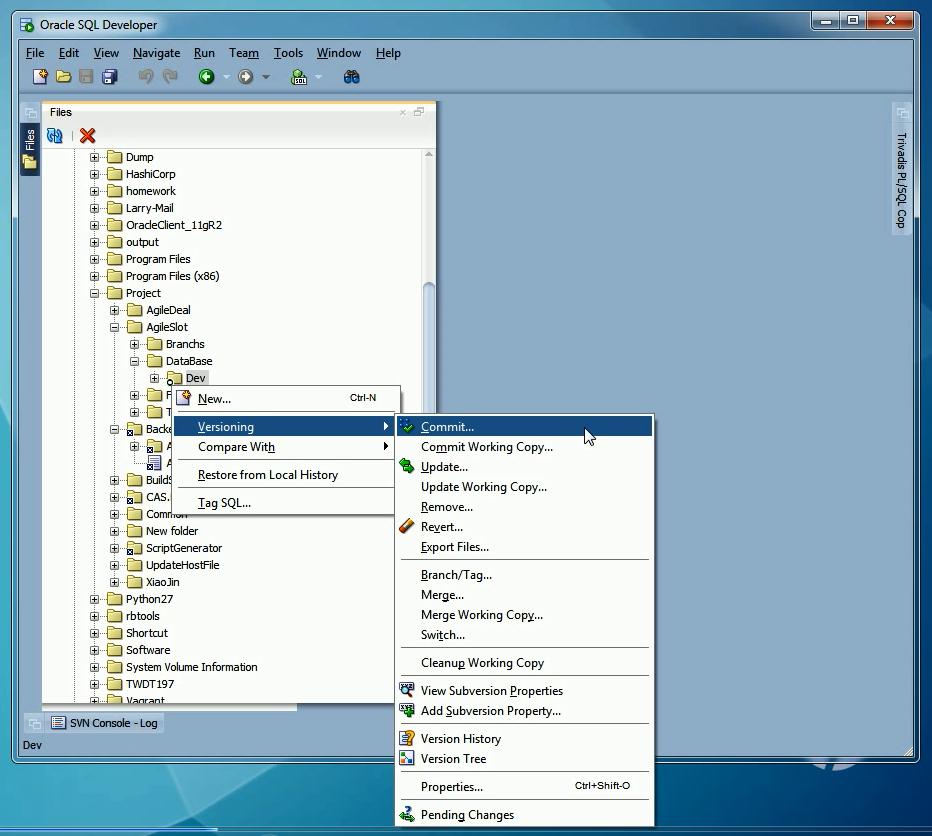 Oracle SQL Developer
File Edit View Navigate Run Team Tools Window Help
Files
Files
Dump
HashiCorp
homework
Larry-Mail
OracleClient_11gR2
output
Program Files
Program Files (x86)
Project
AgileDeal
AgileSlot
Branchs
DataBase
Dev
New... Ctrl-N
Versioning
Compare With
Restore from Local History
Tag SQL...
Commit...
Commit Working Copy...
Update...
Update Working Copy...
Remove...
Revert...
Export Files...
Branch/Tag...
Merge...
Merge Working Copy...
Switch...
Cleanup Working Copy
View Subversion Properties
Add Subversion Property...
Version History
Version Tree
Properties... Ctrl+Shift-O
Pending Changes
New folder
ScriptGenerator
UpdateHostFile
XiaoJin
Python27
rbtools
Shortcut
Software
System Volume Information
TWDT197
Vagrant
Trivadis PL/SQL Cop
SVN Console - Log
Dev